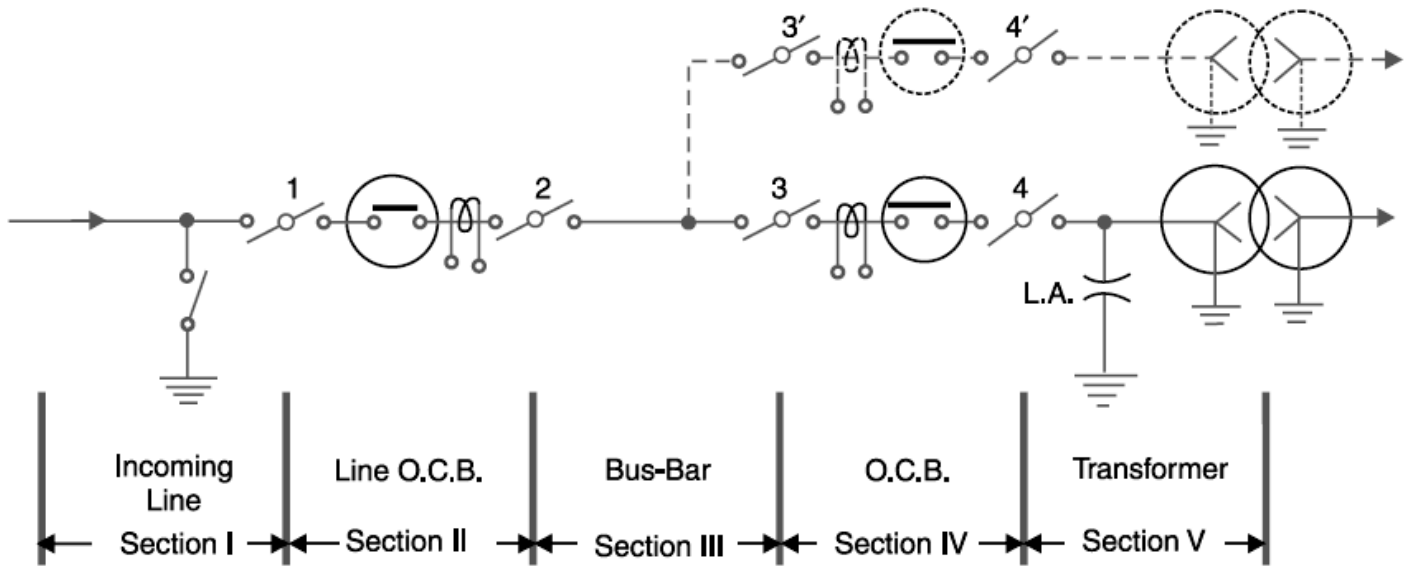 3′ 4′
1 2 3 4
L.A.
Incoming
Line
Section I
Line O.C.B.
Section II
Bus-Bar
Section III
O.C.B.
Section IV
Transformer
Section V